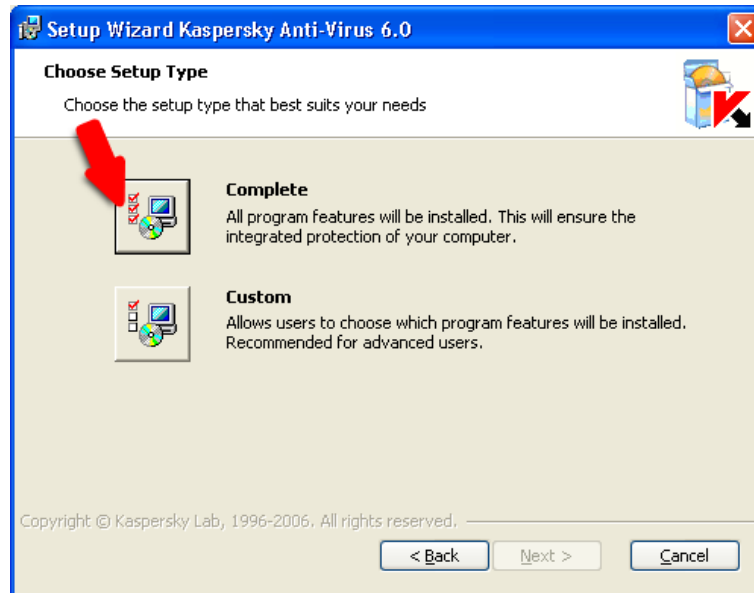 Setup Wizard Kaspersky Anti-Virus 6.0
Choose Setup Type
Choose the setup type that best suits your needs
Complete
All program features will be installed. This will ensure the
integrated protection of your computer.
Custom
Allows users to choose which program features will be installed.
Recommended for advanced users.
Copyright © Kaspersky Lab, 1996-2006. All rights reserved.
< Back
Next >
Cancel